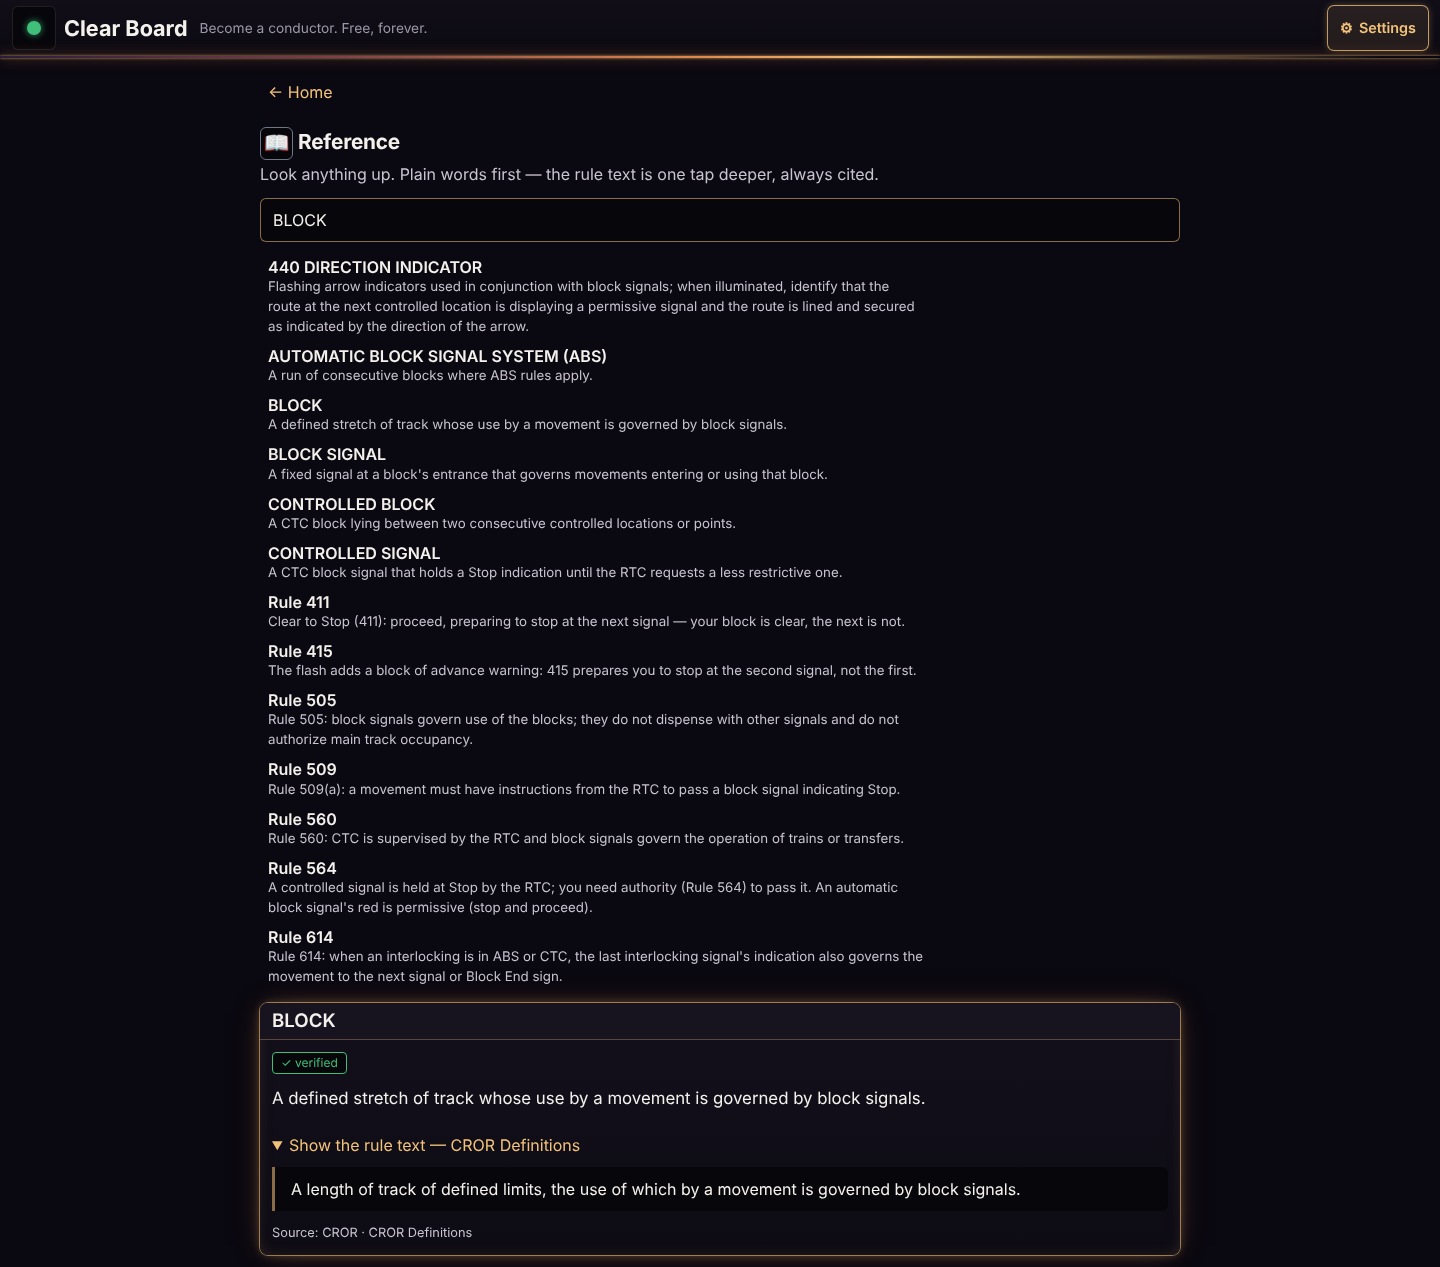 Clear Board
Become a conductor. Free, forever.
⚙ Settings
← Home
📖 Reference
Look anything up. Plain words first — the rule text is one tap deeper, always cited.
BLOCK
440 DIRECTION INDICATOR
Flashing arrow indicators used in conjunction with block signals; when illuminated, identify that the
route at the next controlled location is displaying a permissive signal and the route is lined and secured
as indicated by the direction of the arrow.
AUTOMATIC BLOCK SIGNAL SYSTEM (ABS)
A run of consecutive blocks where ABS rules apply.
BLOCK
A defined stretch of track whose use by a movement is governed by block signals.
BLOCK SIGNAL
A fixed signal at a block's entrance that governs movements entering or using that block.
CONTROLLED BLOCK
A CTC block lying between two consecutive controlled locations or points.
CONTROLLED SIGNAL
A CTC block signal that holds a Stop indication until the RTC requests a less restrictive one.
Rule 411
Clear to Stop (411): proceed, preparing to stop at the next signal — your block is clear, the next is not.
Rule 415
The flash adds a block of advance warning: 415 prepares you to stop at the second signal, not the first.
Rule 505
Rule 505: block signals govern use of the blocks; they do not dispense with other signals and do not
authorize main track occupancy.
Rule 509
Rule 509(a): a movement must have instructions from the RTC to pass a block signal indicating Stop.
Rule 560
Rule 560: CTC is supervised by the RTC and block signals govern the operation of trains or transfers.
Rule 564
A controlled signal is held at Stop by the RTC; you need authority (Rule 564) to pass it. An automatic
block signal's red is permissive (stop and proceed).
Rule 614
Rule 614: when an interlocking is in ABS or CTC, the last interlocking signal's indication also governs the
movement to the next signal or Block End sign.
BLOCK
✓ verified
A defined stretch of track whose use by a movement is governed by block signals.
▼ Show the rule text — CROR Definitions
A length of track of defined limits, the use of which by a movement is governed by block signals.
Source: CROR · CROR Definitions